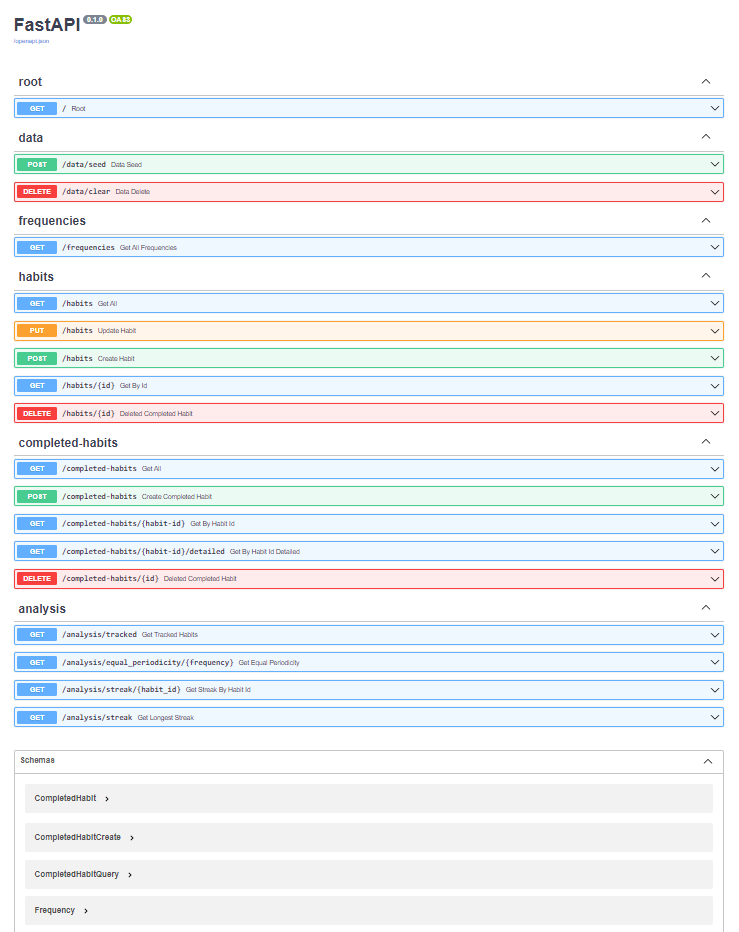 FastAPI 0.1.0 OAS3
/openapi.json
root
GET / Root
data
POST /data/seed Data Seed
DELETE /data/clear Data Delete
frequencies
GET /frequencies Get All Frequencies
habits
GET /habits Get All
PUT /habits Update Habit
POST /habits Create Habit
GET /habits/{id} Get By Id
DELETE /habits/{id} Deleted Completed Habit
completed-habits
GET /completed-habits Get All
POST /completed-habits Create Completed Habit
GET /completed-habits/{habit-id} Get By Habit Id
GET /completed-habits/{habit-id}/detailed Get By Habit Id Detailed
DELETE /completed-habits/{id} Deleted Completed Habit
analysis
GET /analysis/tracked Get Tracked Habits
GET /analysis/equal_periodicity/{frequency} Get Equal Periodicity
GET /analysis/streak/{habit_id} Get Streak By Habit Id
GET /analysis/streak Get Longest Streak
Schemas
CompletedHabit
CompletedHabitCreate
CompletedHabitQuery
Frequency